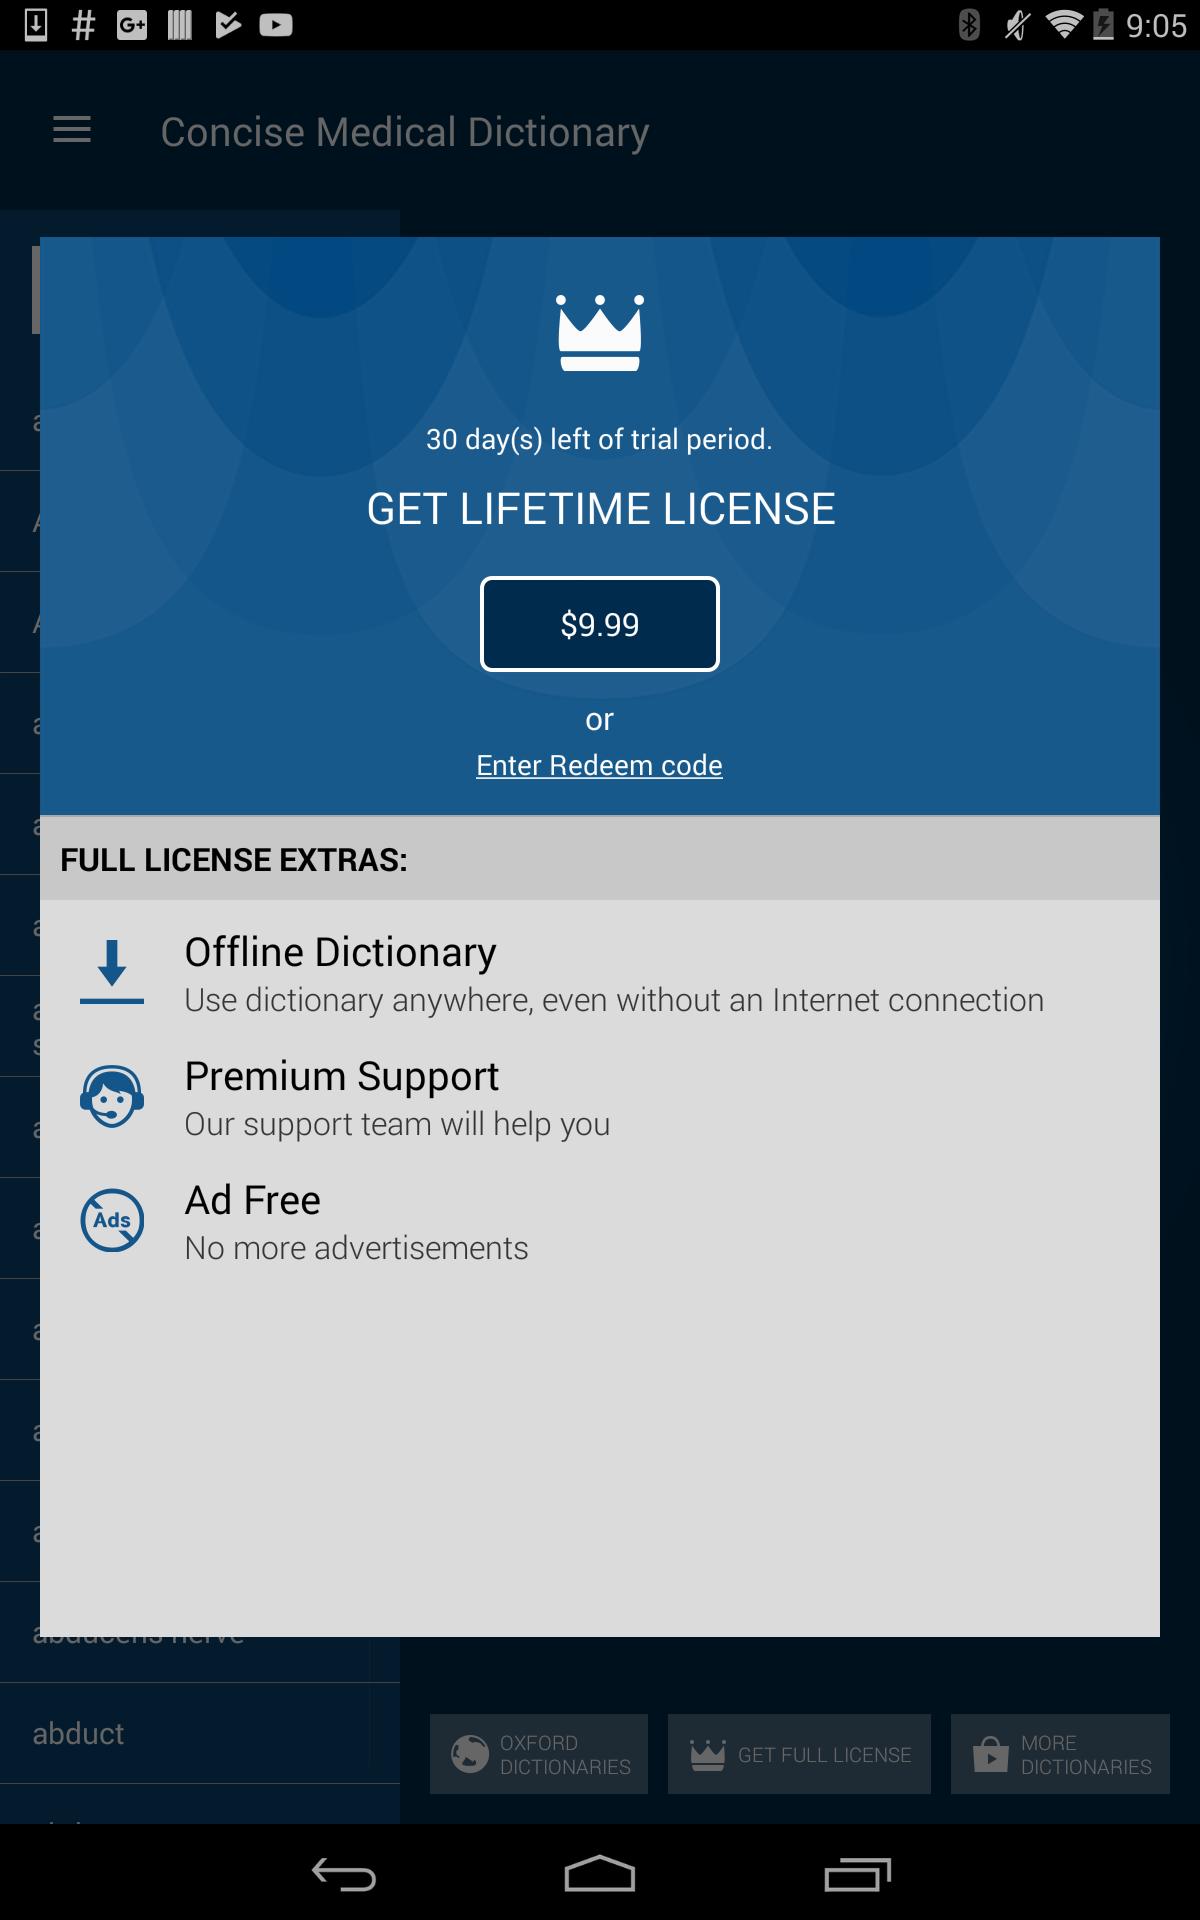 9:05
Concise Medical Dictionary
30 day(s) left of trial period.
GET LIFETIME LICENSE
$9.99
or
Enter Redeem code
FULL LICENSE EXTRAS:
Offline Dictionary
Use dictionary anywhere, even without an Internet connection
Premium Support
Our support team will help you
Ads
Ad Free
No more advertisements
abducens nerve
abduct
OXFORD
DICTIONARIES
GET FULL LICENSE
MORE
DICTIONARIES